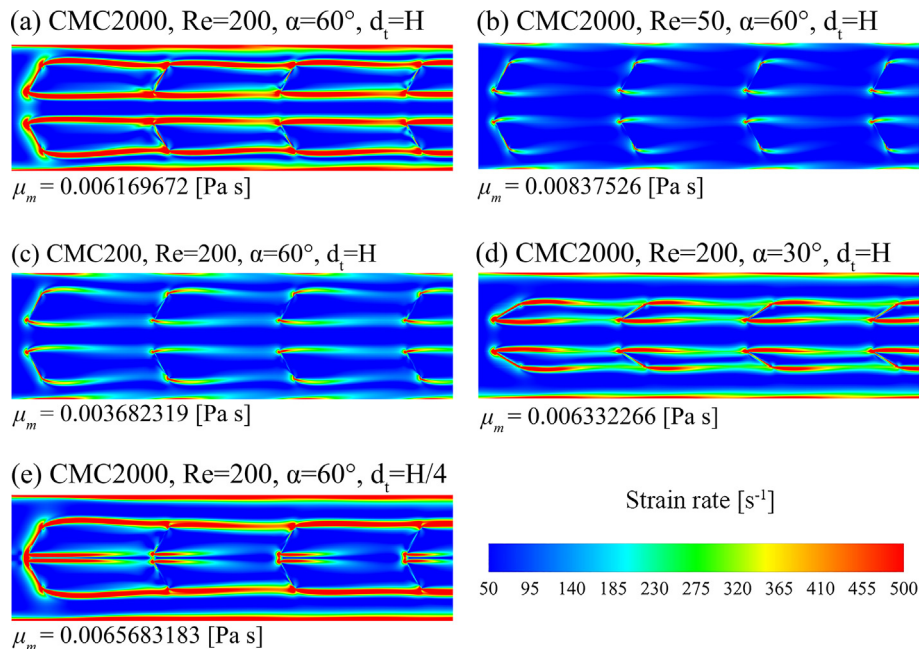 (a) CMC2000, Re=200, α=60°, dₜ=H
(b) CMC2000, Re=50, α=60°, dₜ=H
μₘ = 0.006169672 [Pa s]
μₘ = 0.00837526 [Pa s]
(c) CMC200, Re=200, α=60°, dₜ=H
(d) CMC2000, Re=200, α=30°, dₜ=H
μₘ = 0.003682319 [Pa s]
μₘ = 0.006332266 [Pa s]
(e) CMC2000, Re=200, α=60°, dₜ=H/4
μₘ = 0.0065683183 [Pa s]
Strain rate [s⁻¹]
50 95 140 185 230 275 320 365 410 455 500